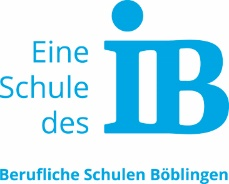 Eine
Schule
des
iB
Berufliche Schulen Böblingen